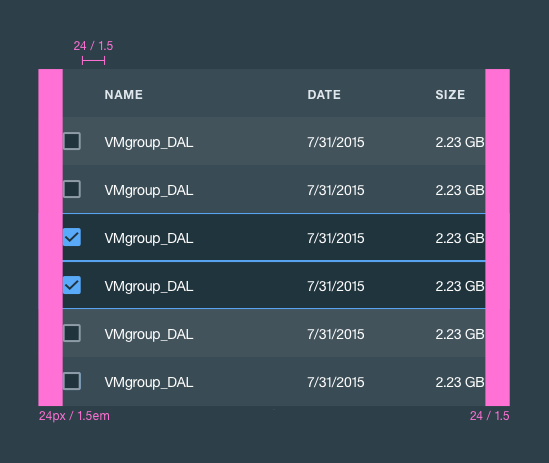 24 / 1.5
NAME DATE SIZE
VMgroup_DAL 7/31/2015 2.23 GB
VMgroup_DAL 7/31/2015 2.23 GB
VMgroup_DAL 7/31/2015 2.23 GB
VMgroup_DAL 7/31/2015 2.23 GB
VMgroup_DAL 7/31/2015 2.23 GB
VMgroup_DAL 7/31/2015 2.23 GB
24px / 1.5em 24 / 1.5